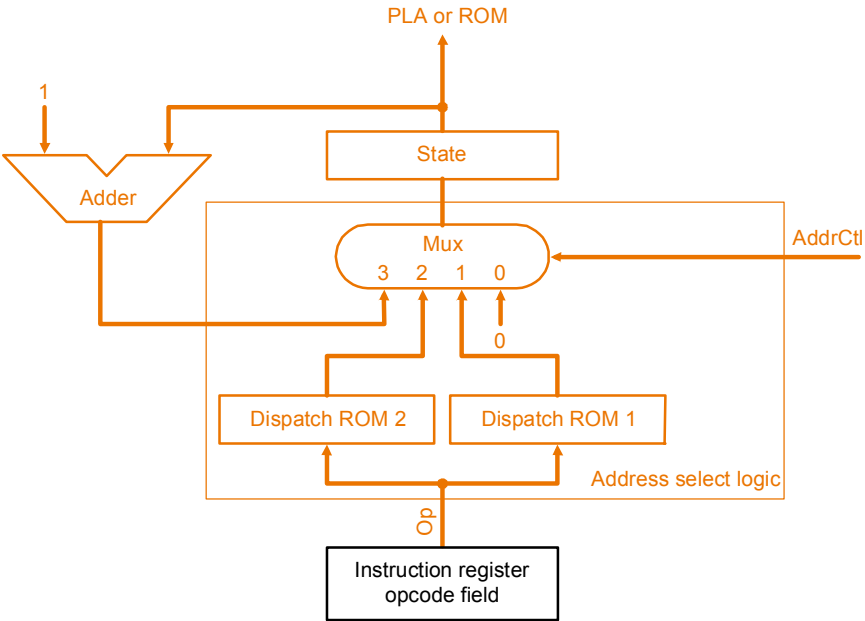 PLA or ROM
1
State
Adder
Mux
AddrCtl
3 2 1 0
0
Dispatch ROM 2
Dispatch ROM 1
Address select logic
Op
Instruction register
opcode field